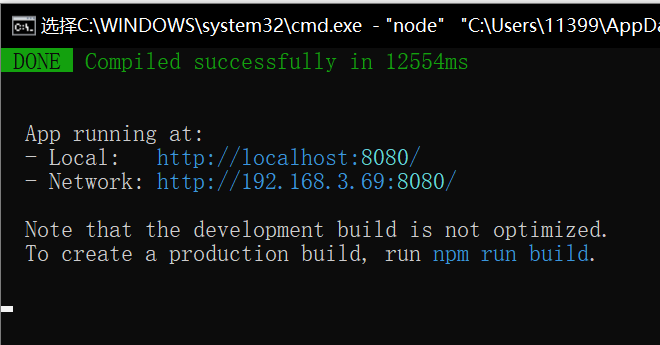 选择C:\WINDOWS\system32\cmd.exe - "node" "C:\Users\11399\AppDa
DONE Compiled successfully in 12554ms
App running at:
- Local: http://localhost:8080/
- Network: http://192.168.3.69:8080/
Note that the development build is not optimized.
To create a production build, run npm run build.